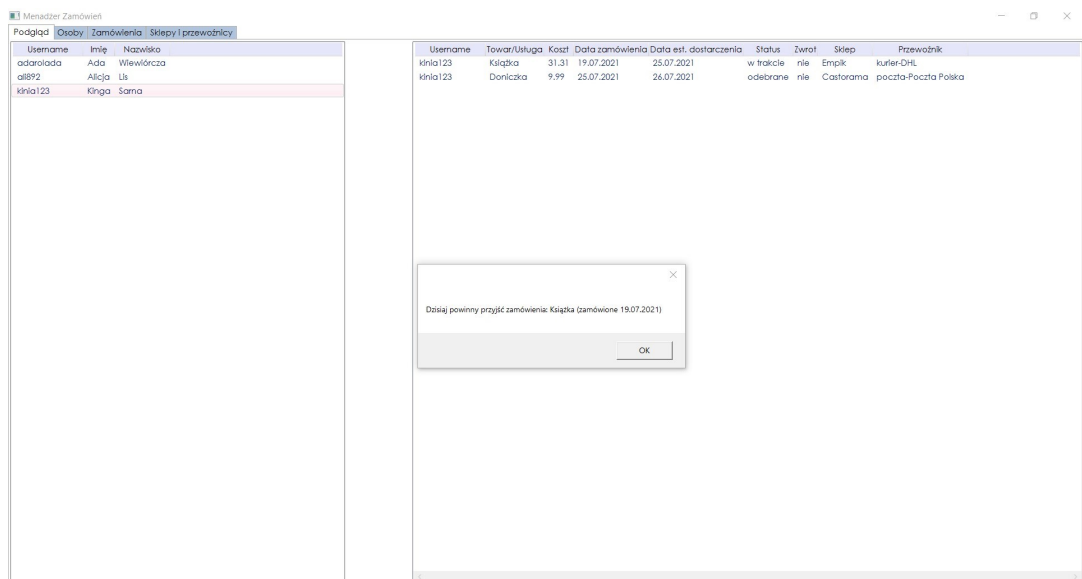 Menadżer Zamówień
Podgląd Osoby Zamówienia Sklepy i przewoźnicy
Username Imię Nazwisko
adarolada Ada Wiewiórcza
ali892 Alicja Lis
kinia123 Kinga Sarna
Username Towar/Usługa Koszt Data zamówienia Data est. dostarczenia Status Zwrot Sklep Przewoźnik
kinia123 Książka 31.31 19.07.2021 25.07.2021 w trakcie nie Empik kurier-DHL
kinia123 Doniczka 9.99 25.07.2021 26.07.2021 odebrane nie Castorama poczta-Poczta Polska
Dzisiaj powinny przyjść zamówienia: Książka (zamówione 19.07.2021)
OK